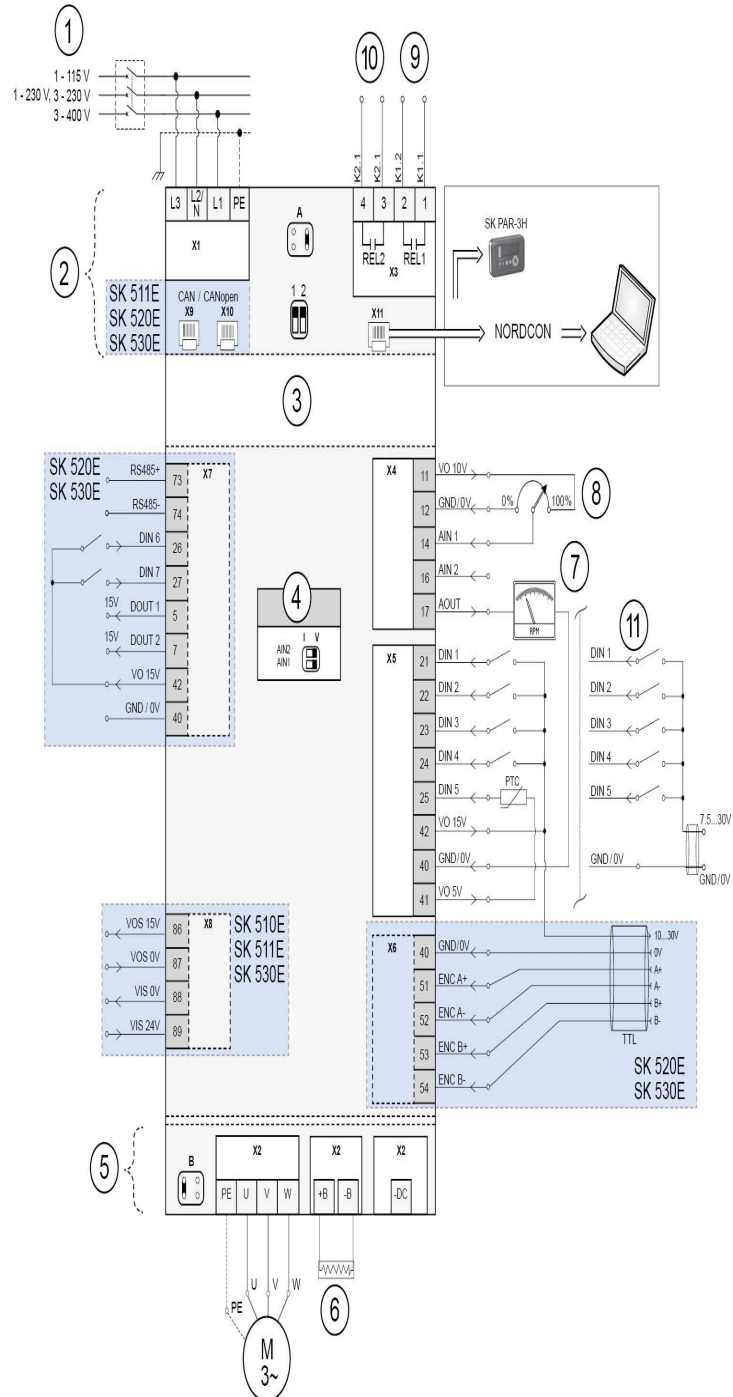 1
1 - 115 V
1 - 230 V, 3 - 230 V
3 - 400 V
10
9
K2.1
K2.1
K1.2
K1.1
L3
L2/
N
L1
PE
X1
A
4
3
2
1
REL2
REL1
X3
2
SK 511E
SK 520E
SK 530E
CAN / CANopen
X9
X10
1 2
X11
SK PAR-3H
NORDCON
3
SK 520E
SK 530E
X7
RS485+
73
RS485-
74
DIN 6
26
DIN 7
27
15V
DOUT 1
5
15V
DOUT 2
7
VO 15V
42
GND / 0V
40
4
I V
AIN2
AIN1
X4
11
VO 10V
12
GND/0V
0%
100%
8
14
AIN 1
16
AIN 2
17
AOUT
7
RPM
X5
21
DIN 1
22
DIN 2
23
DIN 3
24
DIN 4
25
DIN 5
PTC
42
VO 15V
40
GND/0V
41
VO 5V
11
DIN 1
DIN 2
DIN 3
DIN 4
DIN 5
7.5...30V
GND/0V
GND/0V
VOS 15V
86
VOS 0V
87
VIS 0V
88
VIS 24V
89
X8
SK 510E
SK 511E
SK 530E
X6
40
GND/0V
51
ENC A+
52
ENC A-
53
ENC B+
54
ENC B-
10...30V
0V
A+
A-
B+
B-
TTL
SK 520E
SK 530E
5
B
X2
PE
U
V
W
X2
+B
-B
X2
-DC
U
V
W
PE
6
M
3~